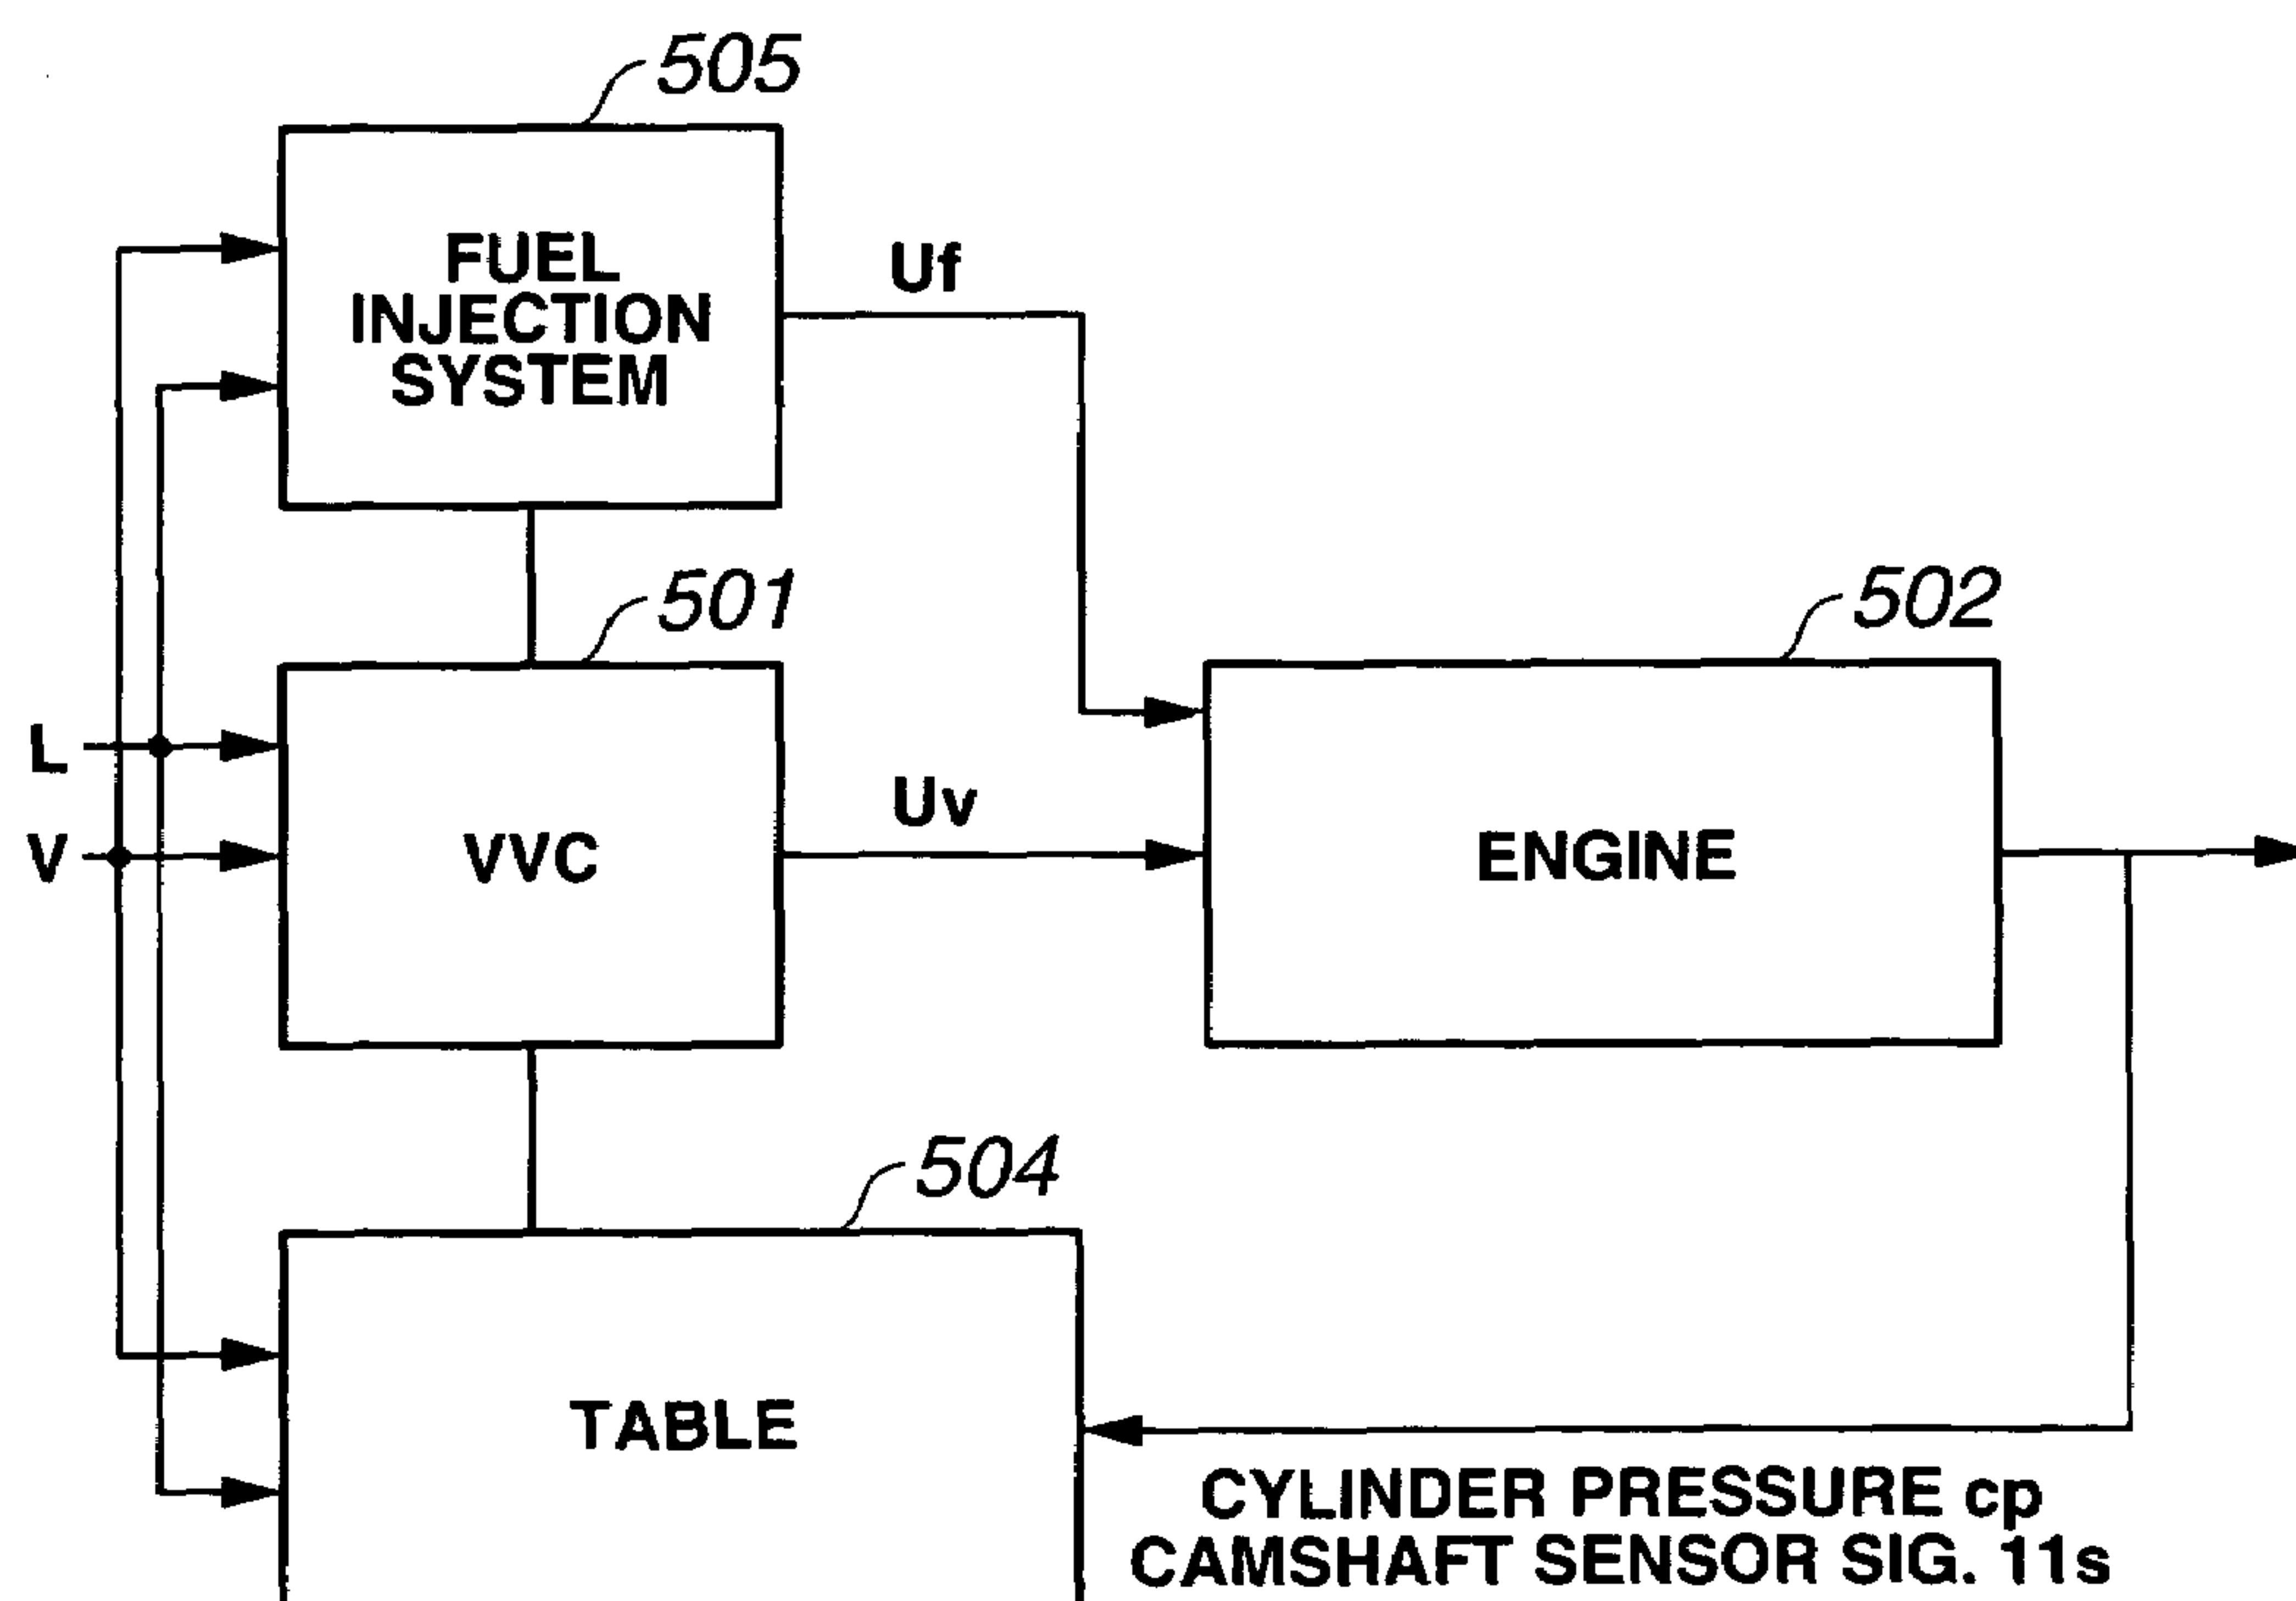 505
FUEL
INJECTION
SYSTEM
Uf
501
502
L
V
VVC
Uv
ENGINE
504
TABLE
CYLINDER PRESSURE cp
CAMSHAFT SENSOR SIG. 11s